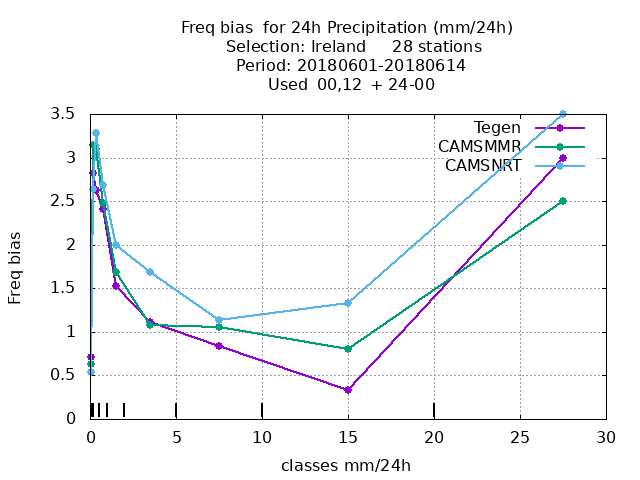 Freq bias  for 24h Precipitation (mm/24h)
Selection: Ireland     28 stations
Period: 20180601-20180614
Used  00,12  + 24-00
Tegen
CAMSMMR
CAMSNRT
3.5
3
2.5
2
1.5
1
0.5
0
Freq bias
0 5 10 15 20 25 30
classes mm/24h